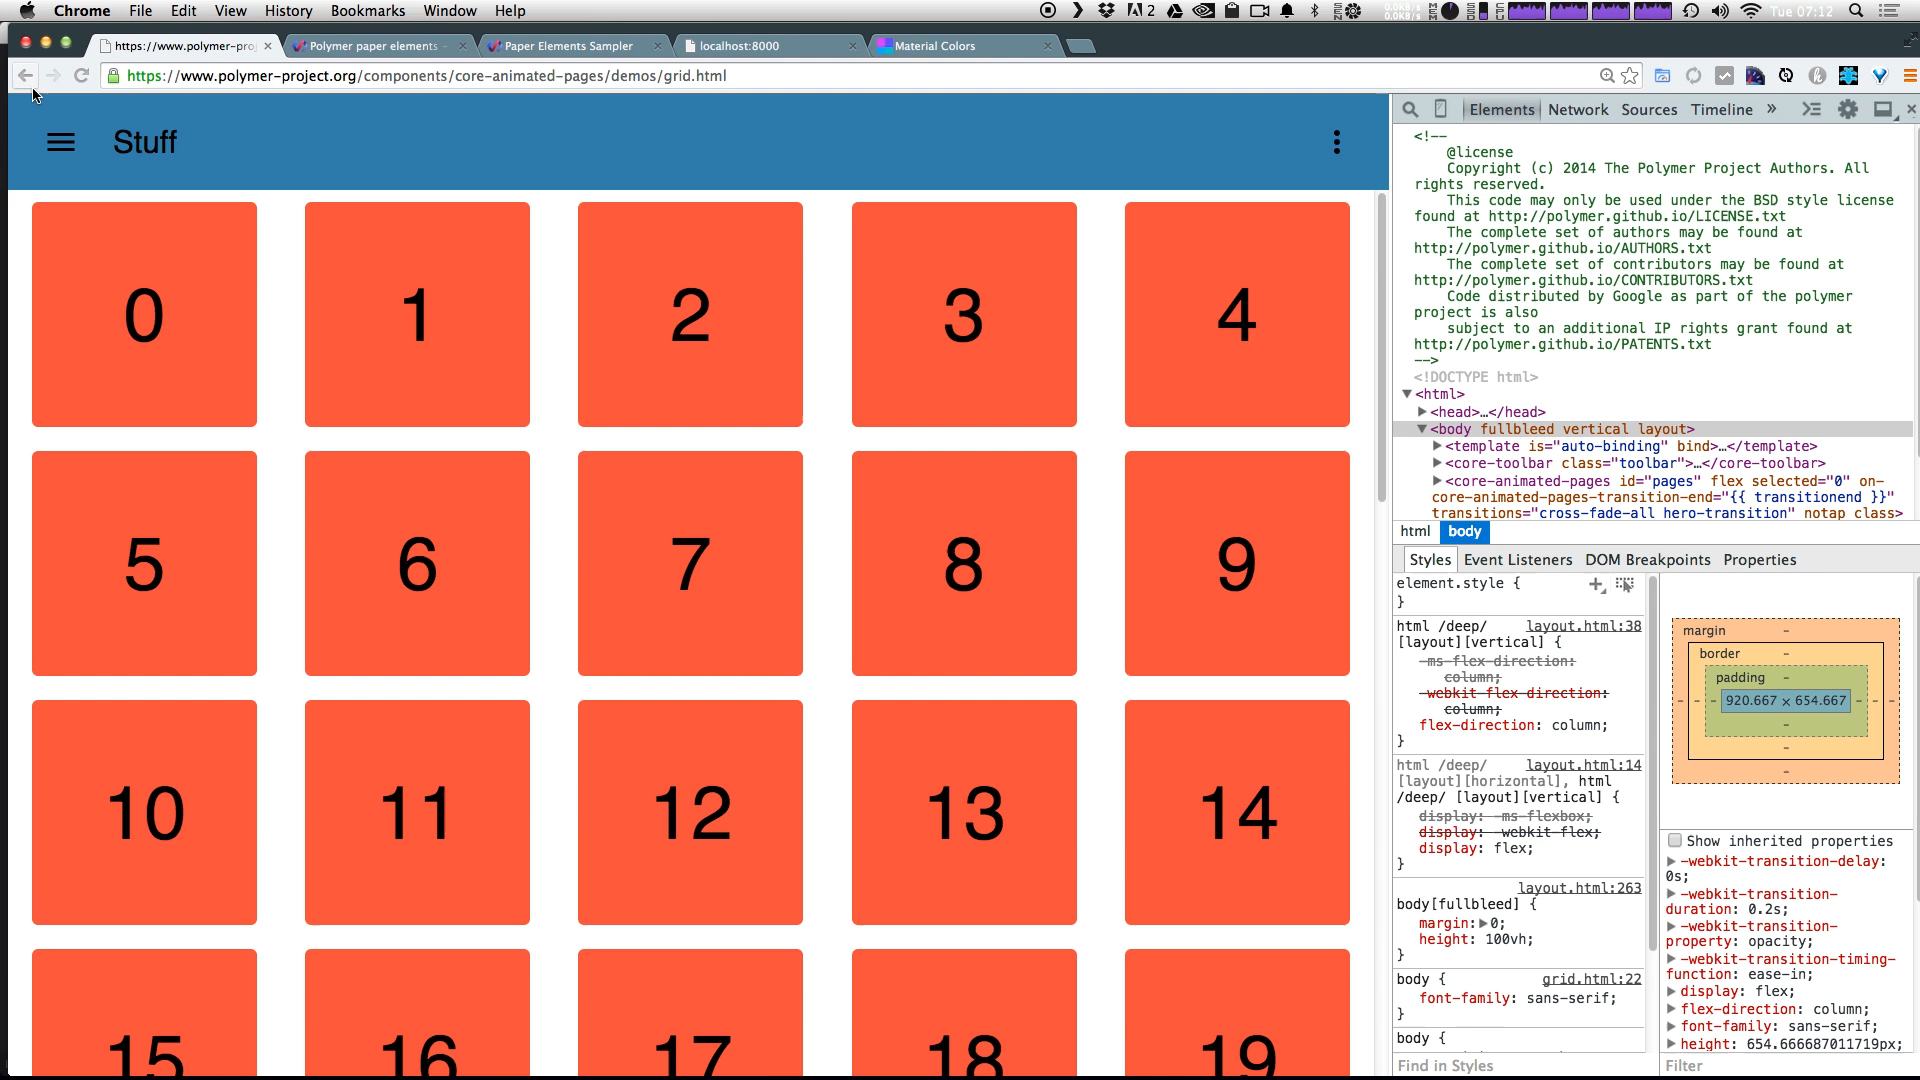 Chrome File Edit View History Bookmarks Window Help
2 Tue 07:12
https://www.polymer-pro Polymer paper elements - Paper Elements Sampler localhost:8000 Material Colors
https://www.polymer-project.org/components/core-animated-pages/demos/grid.html
Stuff
0 1 2 3 4
5 6 7 8 9
10 11 12 13 14
15 16 17 18 19
Elements Network Sources Timeline »
<!--
@license
Copyright (c) 2014 The Polymer Project Authors. All
rights reserved.
This code may only be used under the BSD style license
found at http://polymer.github.io/LICENSE.txt
The complete set of authors may be found at
http://polymer.github.io/AUTHORS.txt
The complete set of contributors may be found at
http://polymer.github.io/CONTRIBUTORS.txt
Code distributed by Google as part of the polymer
project is also
subject to an additional IP rights grant found at
http://polymer.github.io/PATENTS.txt
-->
<!DOCTYPE html>
<html>
<head>…</head>
<body fullbleed vertical layout>
<template is="auto-binding" bind>…</template>
<core-toolbar class="toolbar">…</core-toolbar>
<core-animated-pages id="pages" flex selected="0" on-
core-animated-pages-transition-end="{{ transitionend }}"
transitions="cross-fade-all hero-transition" notap class>
html body
Styles Event Listeners DOM Breakpoints Properties
element.style {
}
html /deep/ layout.html:38
[layout][vertical] {
-ms-flex-direction:
column;
-webkit-flex-direction:
column;
flex-direction: column;
}
html /deep/ layout.html:14
[layout][horizontal], html
/deep/ [layout][vertical] {
display: -ms-flexbox;
display: -webkit-flex;
display: flex;
}
layout.html:263
body[fullbleed] {
margin: 0;
height: 100vh;
}
body { grid.html:22
font-family: sans-serif;
}
body {
Find in Styles
margin -
border -
padding -
- - - 920.667 × 654.667 - - -
-
-
-
Show inherited properties
-webkit-transition-delay:
0s;
-webkit-transition-
duration: 0.2s;
-webkit-transition-
property: opacity;
-webkit-transition-timing-
function: ease-in;
display: flex;
flex-direction: column;
font-family: sans-serif;
height: 654.666687011719px;
Filter